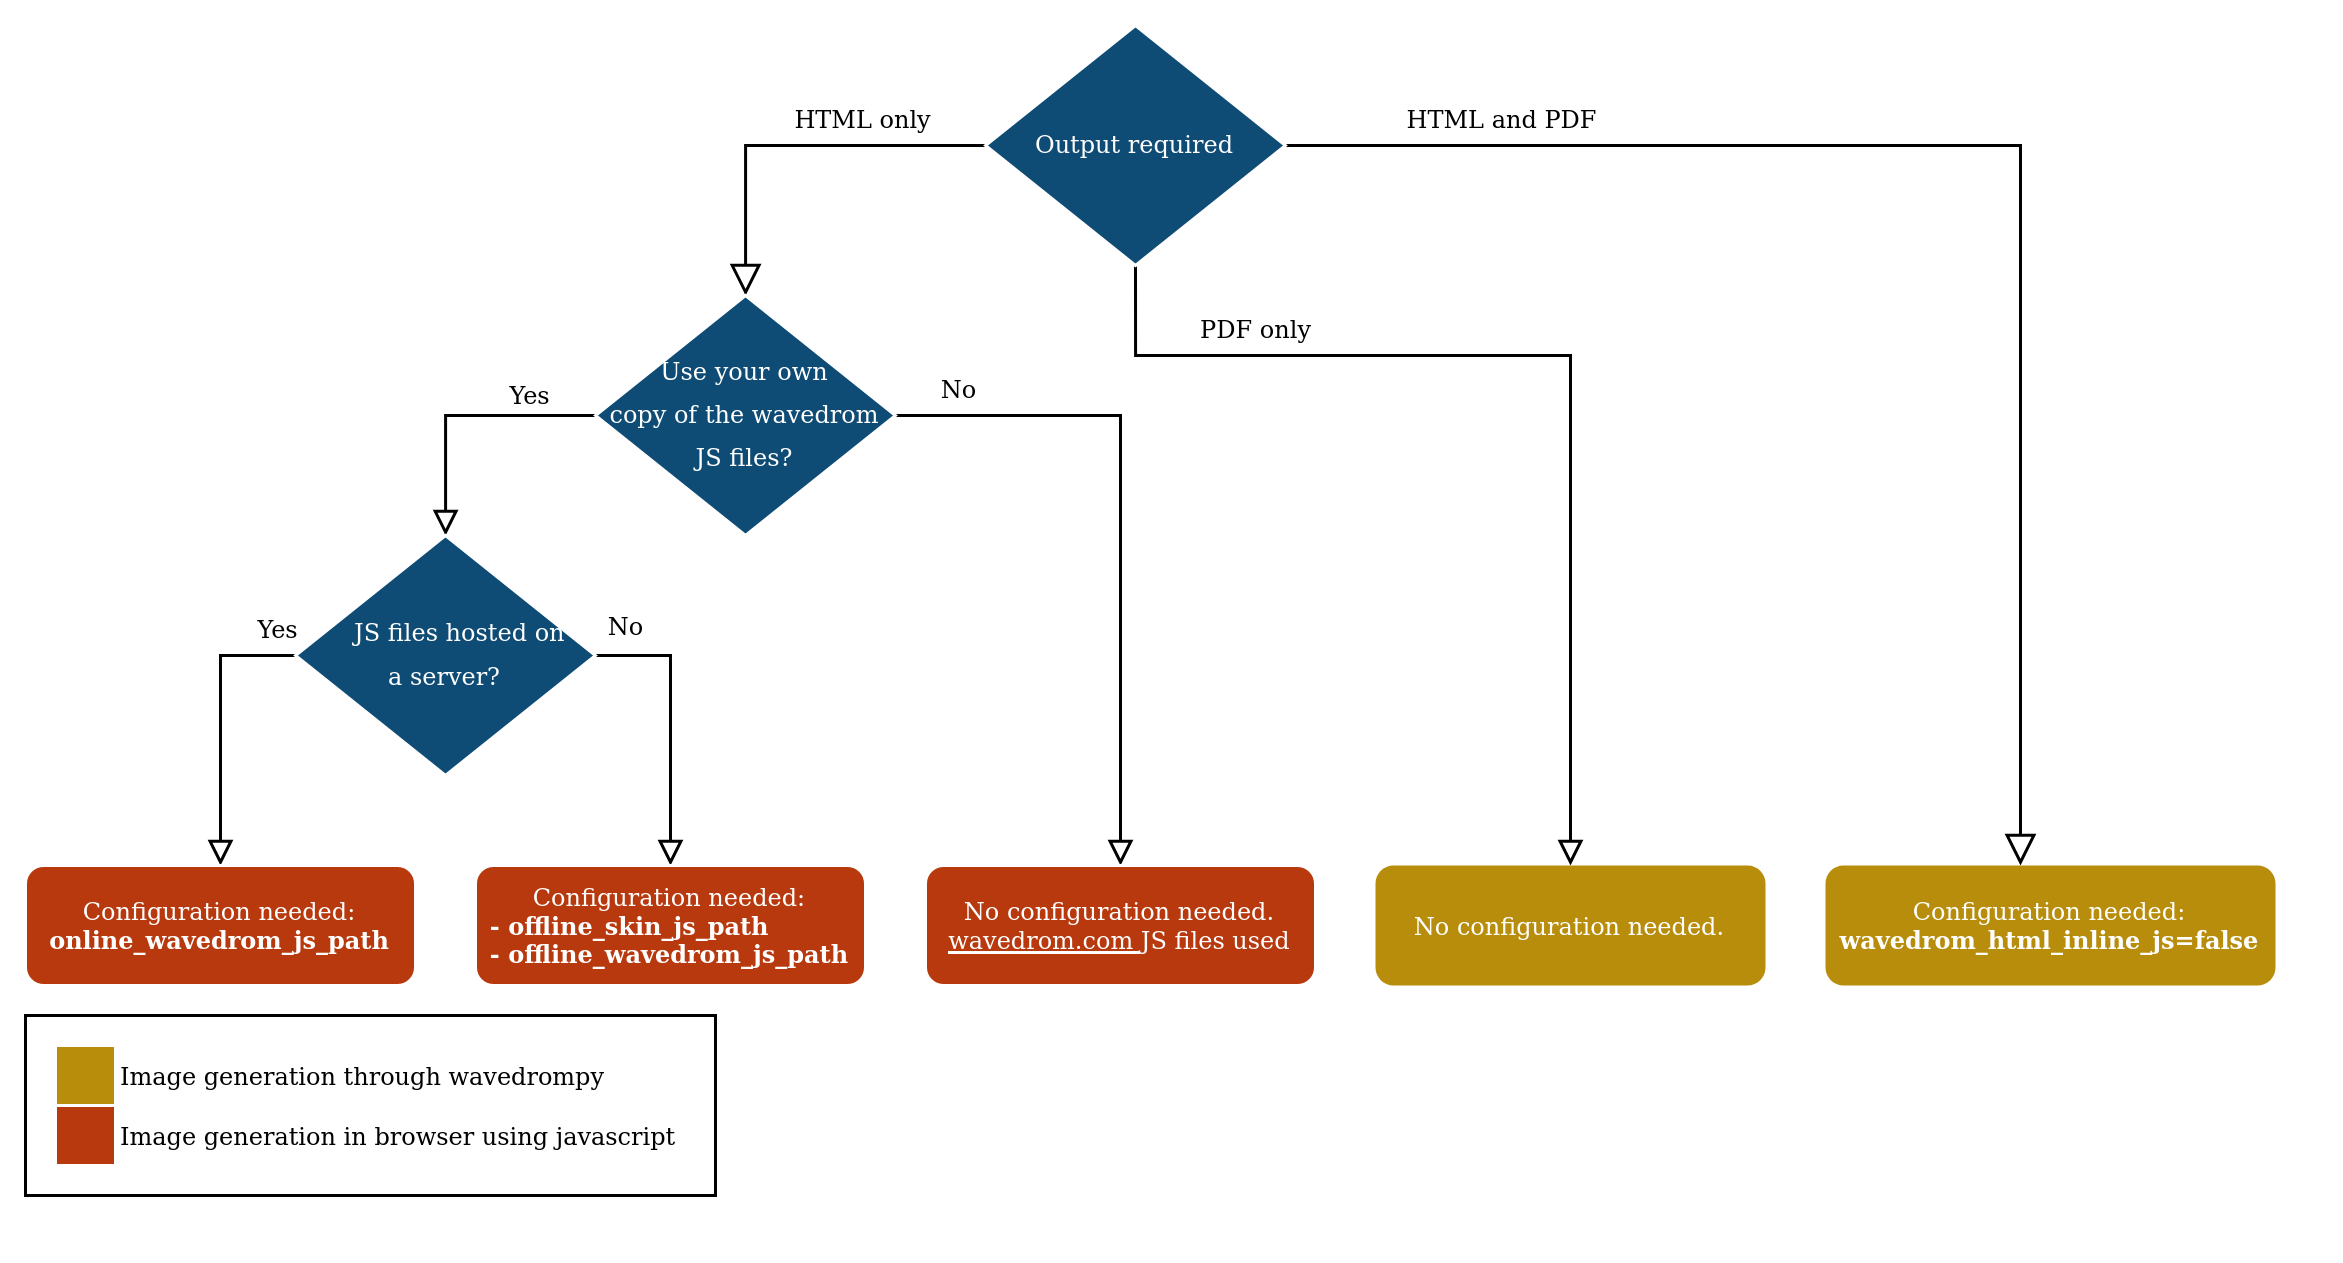 HTML only
HTML and PDF
Output required
PDF only
Use your own
copy of the wavedrom
JS files?
Yes
No
JS files hosted on
a server?
Yes
No
Configuration needed:
online_wavedrom_js_path
Configuration needed:
- offline_skin_js_path
- offline_wavedrom_js_path
No configuration needed.
wavedrom.com JS files used
No configuration needed.
Configuration needed:
wavedrom_html_inline_js=false
Image generation through wavedrompy
Image generation in browser using javascript